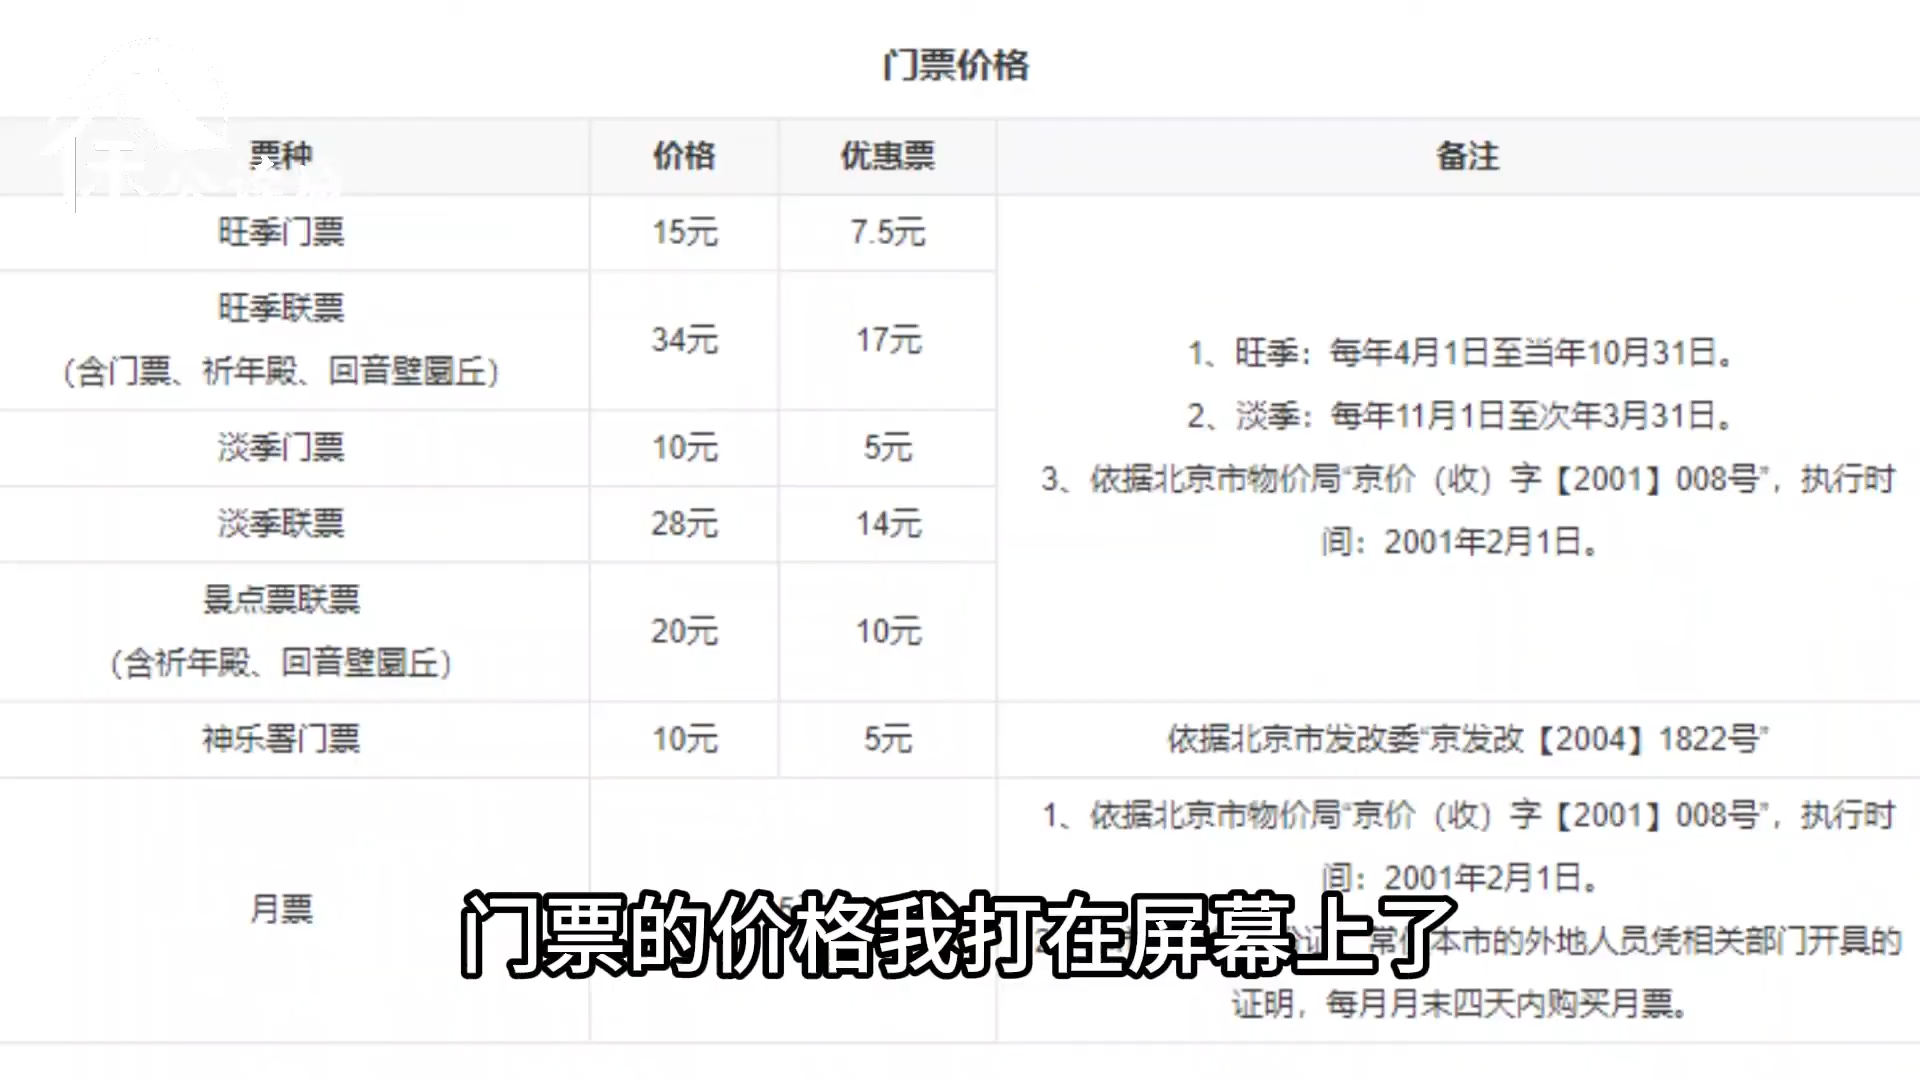 门票价格
票种 价格 优惠票 备注
旺季门票 15元 7.5元
旺季联票
(含门票、祈年殿、回音壁圜丘)
34元 17元
淡季门票 10元 5元
淡季联票 28元 14元
景点票联票
(含祈年殿、回音壁圜丘)
20元 10元
1、旺季：每年4月1日至当年10月31日。
2、淡季：每年11月1日至次年3月31日。
3、依据北京市物价局“京价（收）字【2001】008号”，执行时
间：2001年2月1日。
神乐署门票 10元 5元 依据北京市发改委“京发改【2004】1822号”
月票
1、依据北京市物价局“京价（收）字【2001】008号”，执行时
间：2001年2月1日。
本市的外地人员凭相关部门开具的
证明，每月月末四天内购买月票。
门票的价格我打在屏幕上了